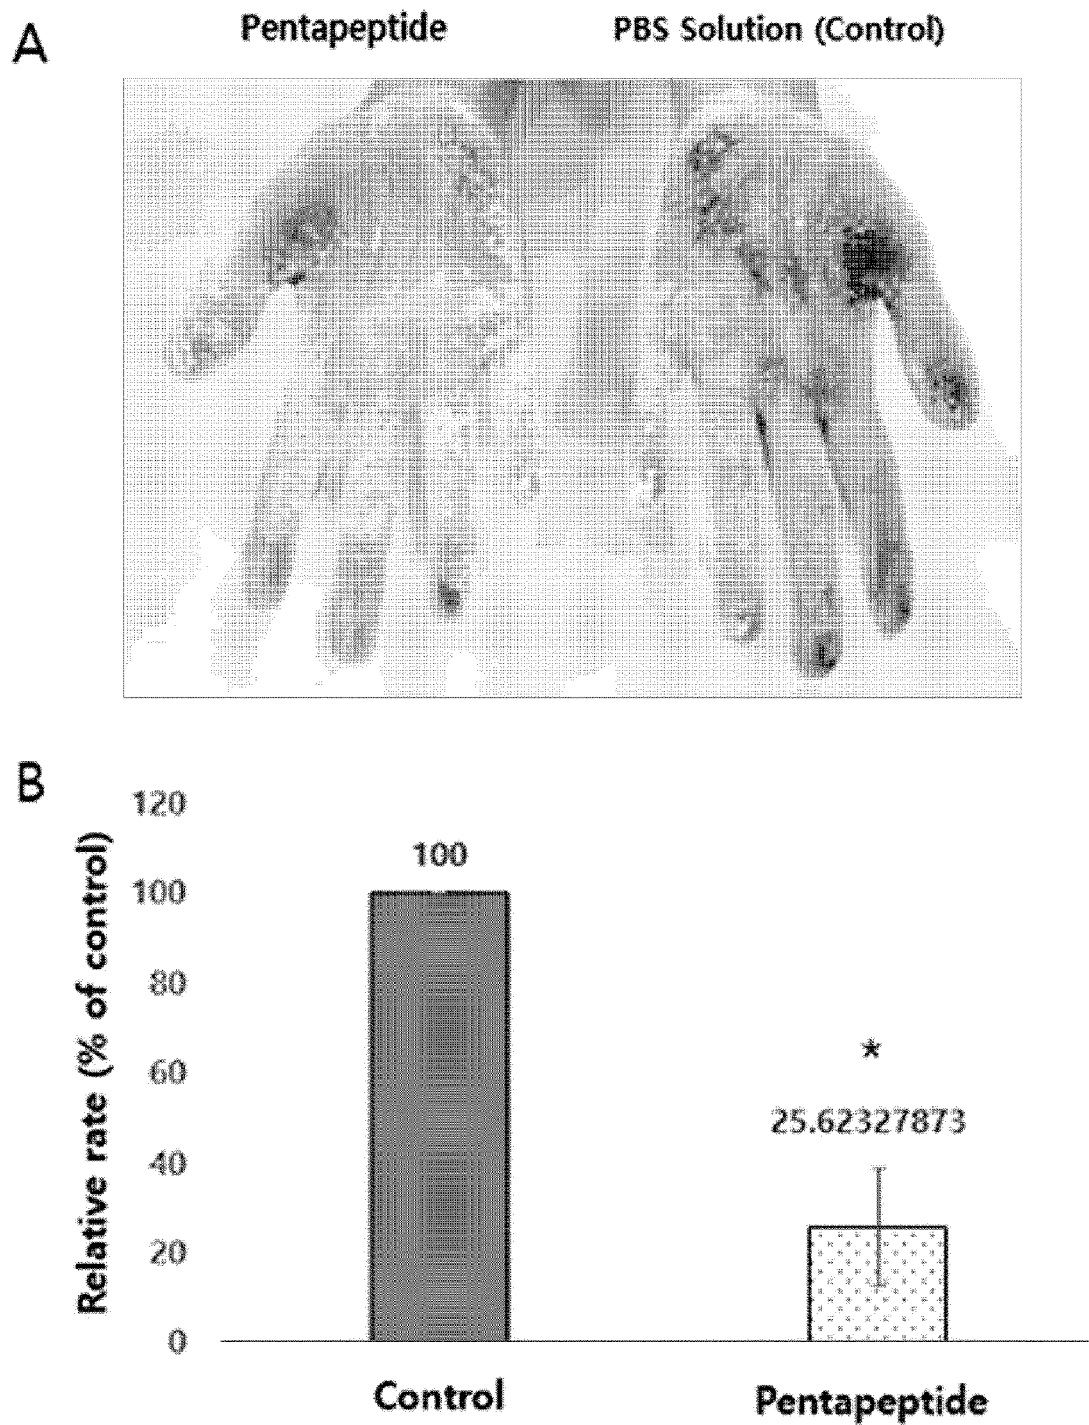 A
Pentapeptide
PBS Solution (Control)
B
Relative rate (% of control)
120
100
80
60
40
20
0
100
*
25.62327873
Control
Pentapeptide